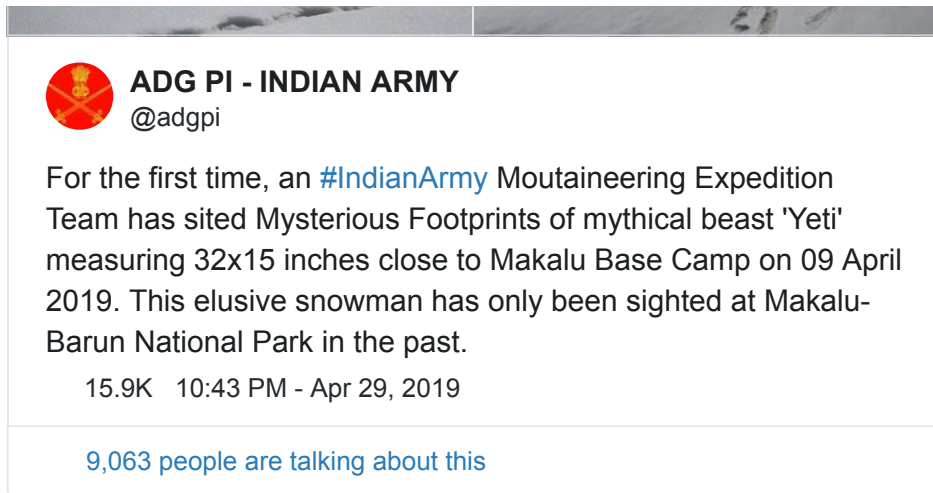 ADG PI - INDIAN ARMY
@adgpi
For the first time, an #IndianArmy Moutaineering Expedition
Team has sited Mysterious Footprints of mythical beast 'Yeti'
measuring 32x15 inches close to Makalu Base Camp on 09 April
2019. This elusive snowman has only been sighted at Makalu-
Barun National Park in the past.
15.9K 10:43 PM - Apr 29, 2019
9,063 people are talking about this